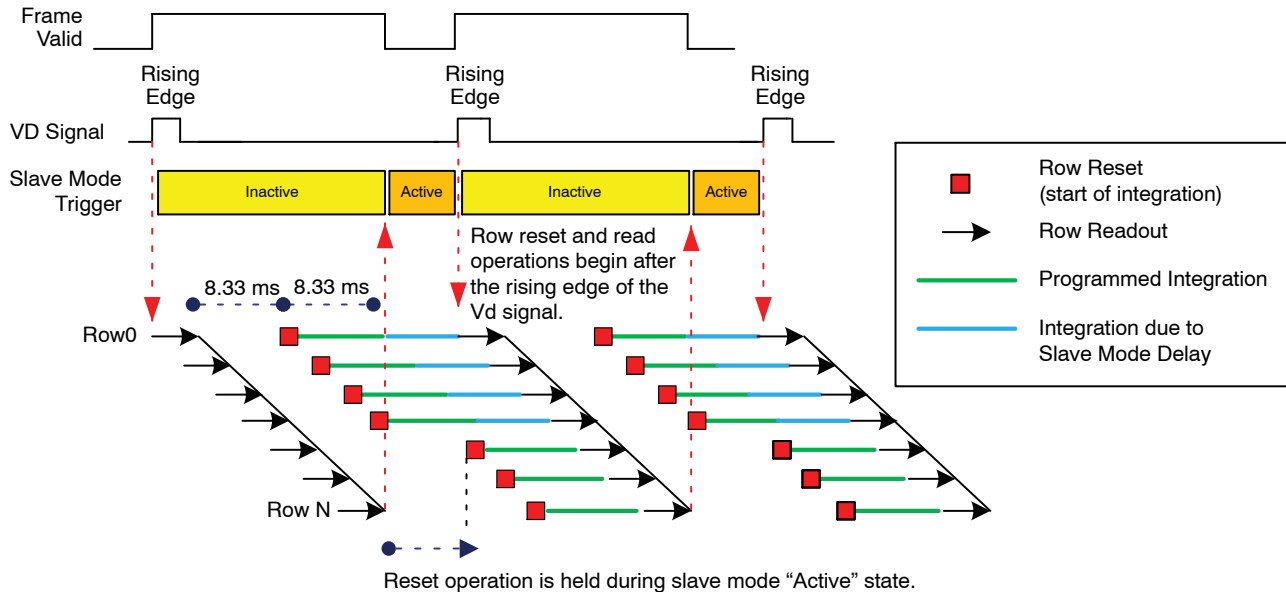 Frame
Valid
Rising
Edge
Rising
Edge
Rising
Edge
VD Signal
Slave Mode
Trigger
Inactive
Active
Inactive
Active
Row reset and read
operations begin after
the rising edge of the
Vd signal.
8.33 ms
8.33 ms
Row0
Row N
Reset operation is held during slave mode “Active” state.
Row Reset
(start of integration)
Row Readout
Programmed Integration
Integration due to
Slave Mode Delay